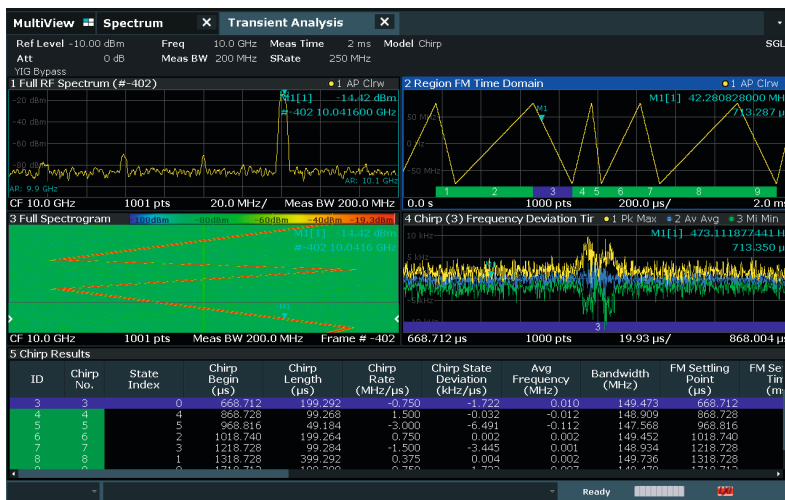 MultiView Spectrum X Transient Analysis X
Ref Level -10.00 dBm Freq 10.0 GHz Meas Time 2 ms Model Chirp SGL
Att 0 dB Meas BW 200 MHz SRate 250 MHz
YIG Bypass
1 Full RF Spectrum (#-402) 1 AP Clrw
M1[1] -14.42 dBm
#-402 10.041600 GHz
-20 dBm
-40 dBm
-60 dBm
-80 dBm
AR: 9.9 GHz AR: 10.1 GHz
CF 10.0 GHz 1001 pts 20.0 MHz/ Meas BW 200.0 MHz
2 Region FM Time Domain 1 AP Clrw
M1[1] 42.280828000 MH
713.287 µ
M1
50 MH
0 Hz
-50 MH
1 2 3 4 5 6 7 8 9
0.0 s 1000 pts 200.0 µs/ 2.0 m
3 Full Spectrogram -100dBm -80dBm -60dBm -40dBm -19.3dBm
M1[1] -14.42 dBm
#-402 10.0416 GHz
M1
CF 10.0 GHz 1001 pts Meas BW 200.0 MHz Frame # -402
4 Chirp (3) Frequency Deviation Tir 1 Pk Max 2 Av Avg 3 Mi Min
M1[1] 473.111877441 H
713.350 µ
10 kHz
5 kHz
-5 kHz
-10 kHz
3
668.712 µs 1000 pts 19.93 µs/ 868.004 µs
5 Chirp Results
ID Chirp No. State Index Chirp Begin (µs) Chirp Length (µs) Chirp Rate (MHz/µs) Chirp State Deviation (kHz/µs) Avg Frequency (MHz) Bandwidth (MHz) FM Settling Point (µs) FM Se Tim (m
3 3 0 668.712 199.292 -0.750 -1.722 0.010 149.473 668.712
4 4 4 868.728 99.268 1.500 -0.032 -0.012 148.909 868.728
5 5 5 968.816 49.184 -3.000 -6.491 -0.112 147.568 968.816
6 6 2 1018.740 199.264 0.750 0.002 0.002 149.452 1018.740
7 7 3 1218.728 99.284 -1.500 -3.445 0.001 148.934 1218.728
8 8 1 1318.728 399.292 0.375 0.004 0.002 149.736 1318.728
Ready